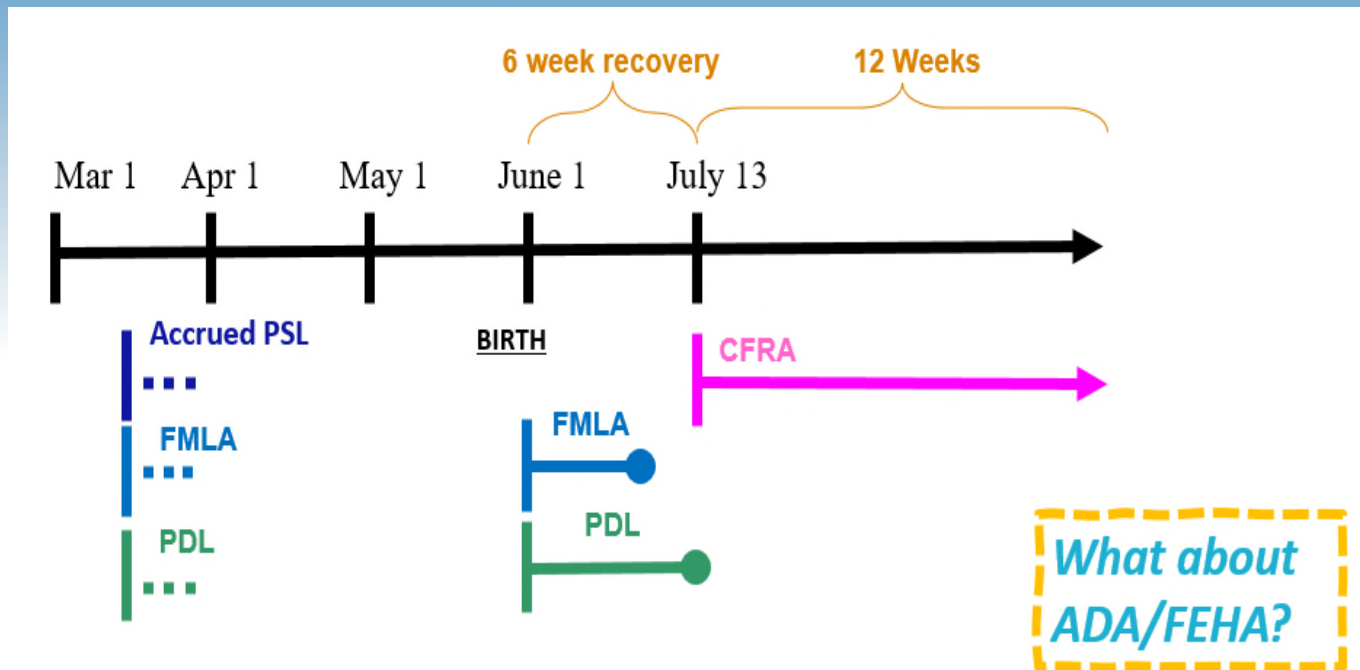 6 week recovery
12 Weeks
Mar 1
Apr 1
May 1
June 1
July 13
Accrued PSL
BIRTH
CFRA
FMLA
FMLA
PDL
PDL
What about
ADA/FEHA?